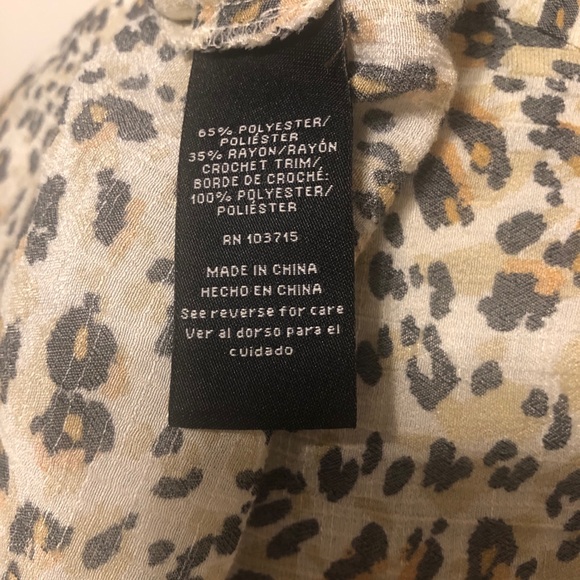 65% POLYESTER/
POLIÉSTER
35% RAYON/RAYÓN
CROCHET TRIM/
BORDE DE CROCHÉ:
100% POLYESTER/
POLIÉSTER
RN 103715
MADE IN CHINA
HECHO EN CHINA
See reverse for care
Ver al dorso para el
cuidado